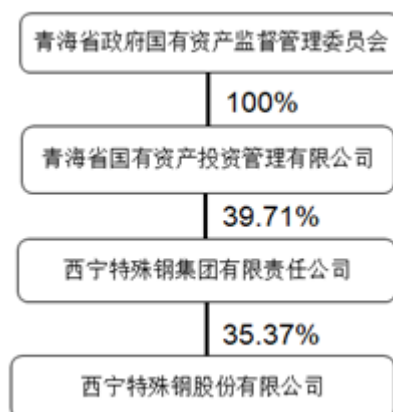 青海省政府国有资产监督管理委员会
100%
青海省国有资产投资管理有限公司
39.71%
西宁特殊钢集团有限责任公司
35.37%
西宁特殊钢股份有限公司